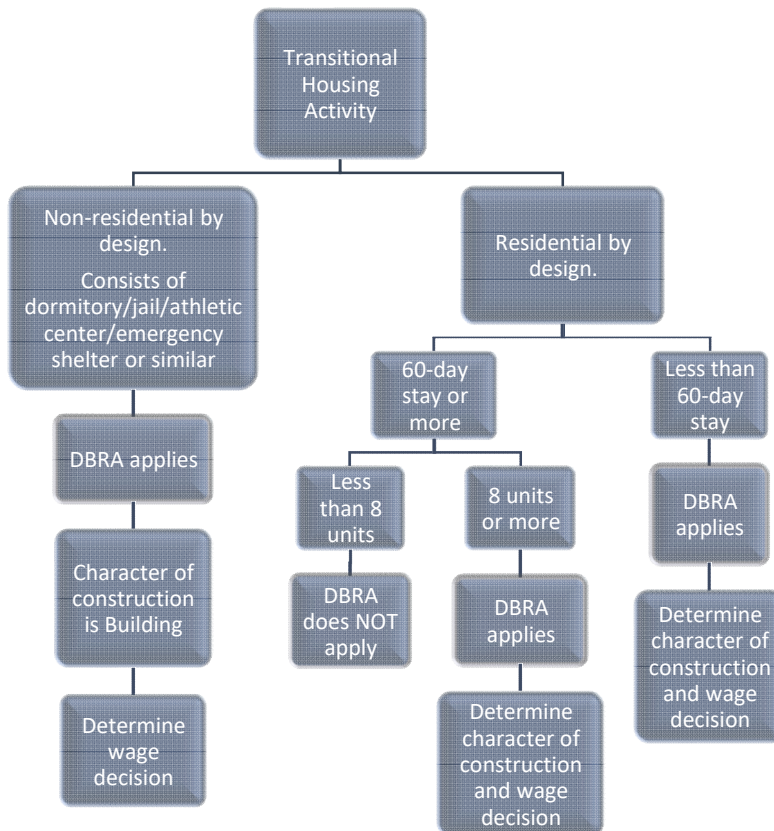 Transitional
Housing
Activity
Non-residential by
design.
Consists of
dormitory/jail/athletic
center/emergency
shelter or similar
DBRA applies
Character of
construction
is Building
Determine
wage
decision
Residential by
design.
60-day
stay or
more
Less
than 8
units
DBRA
does NOT
apply
8 units
or more
DBRA
applies
Determine
character of
construction
and wage
decision
Less than
60-day
stay
DBRA
applies
Determine
character of
construction
and wage
decision